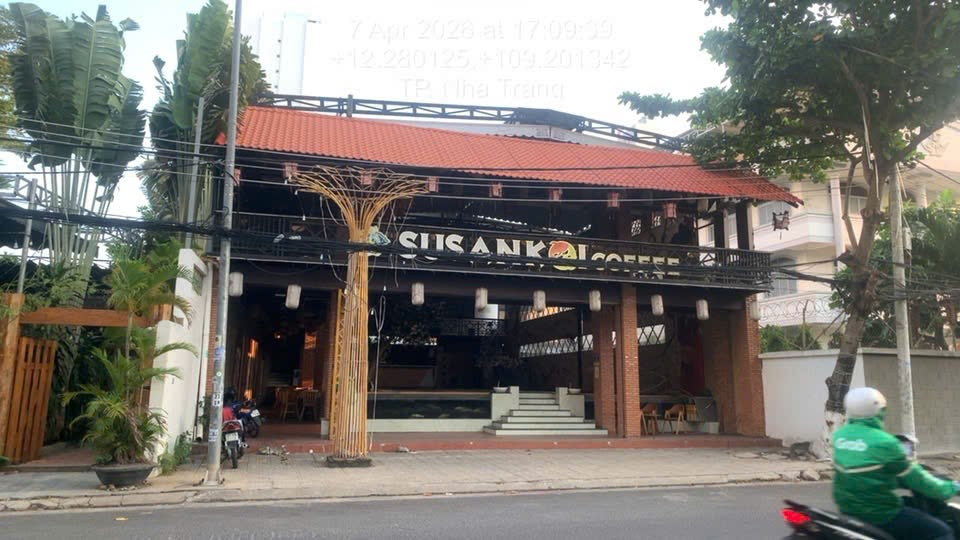 7 Apr 2026 at 17:09:39
+12.280125,+109.201342
TP. Nha Trang
SUSANKOI COFFEE
Grab